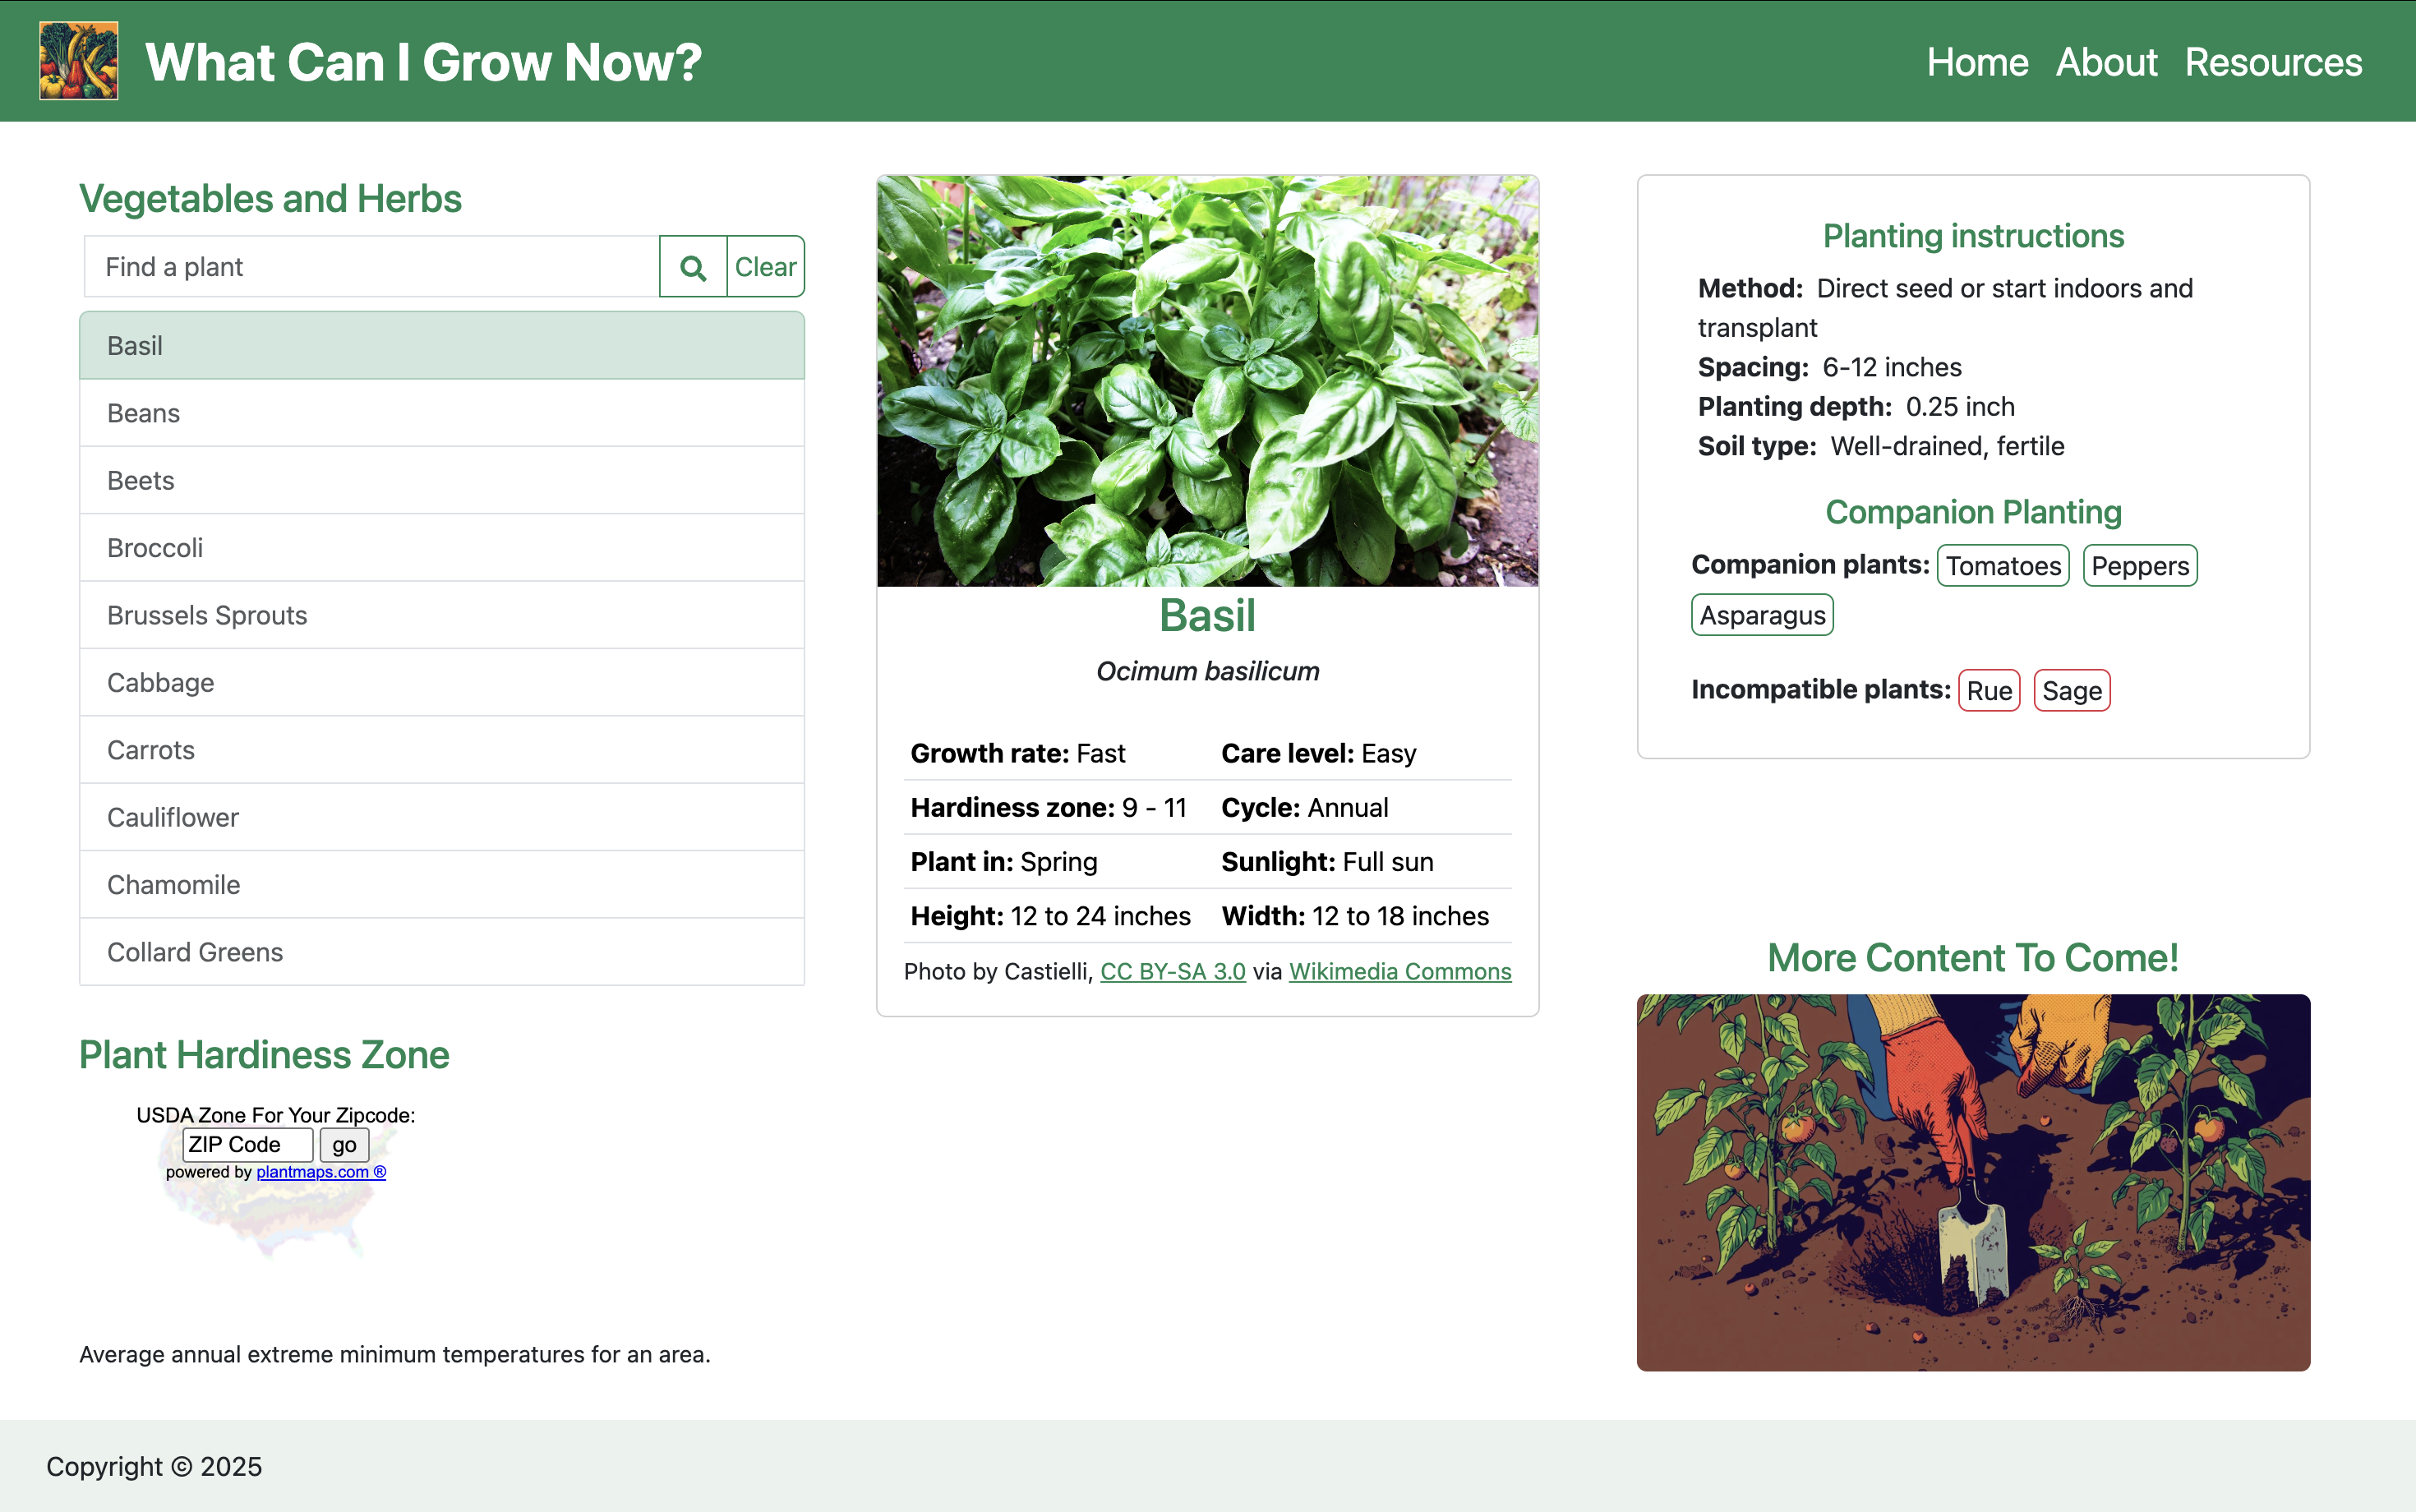 What Can I Grow Now?
Home About Resources
Vegetables and Herbs
Find a plant
Clear
Basil
Beans
Beets
Broccoli
Brussels Sprouts
Cabbage
Carrots
Cauliflower
Chamomile
Collard Greens
Plant Hardiness Zone
USDA Zone For Your Zipcode:
ZIP Code go
powered by plantmaps.com ®
Average annual extreme minimum temperatures for an area.
Basil
Ocimum basilicum
Growth rate: Fast Care level: Easy
Hardiness zone: 9 - 11 Cycle: Annual
Plant in: Spring Sunlight: Full sun
Height: 12 to 24 inches Width: 12 to 18 inches
Photo by Castielli, CC BY-SA 3.0 via Wikimedia Commons
Planting instructions
Method: Direct seed or start indoors and
transplant
Spacing: 6-12 inches
Planting depth: 0.25 inch
Soil type: Well-drained, fertile
Companion Planting
Companion plants: Tomatoes Peppers
Asparagus
Incompatible plants: Rue Sage
More Content To Come!
Copyright © 2025